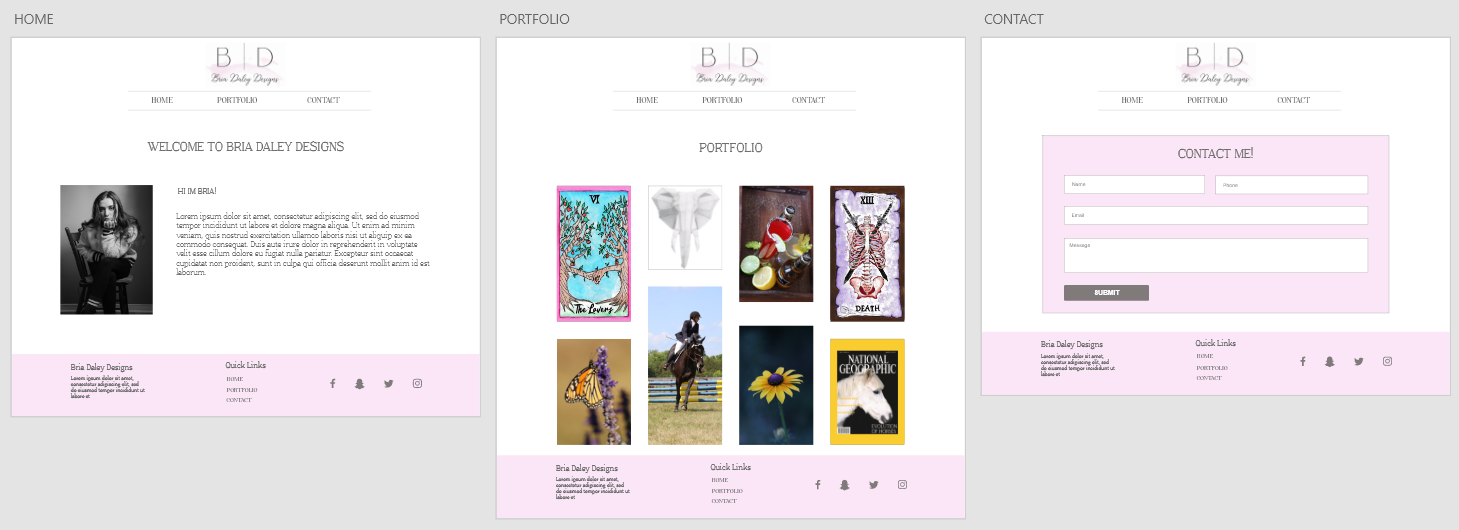 HOME
B | D
Bria Daley Designs
HOME PORTFOLIO CONTACT
WELCOME TO BRIA DALEY DESIGNS
HI IM BRIA!
Lorem ipsum dolor sit amet, consectetur adipiscing elit, sed do eiusmod
tempor incididunt ut labore et dolore magna aliqua. Ut enim ad minim
veniam, quis nostrud exercitation ullamco laboris nisi ut aliquip ex ea
commodo consequat. Duis aute irure dolor in reprehenderit in voluptate
velit esse cillum dolore eu fugiat nulla pariatur. Excepteur sint occaecat
cupidatat non proident, sunt in culpa qui officia deserunt mollit anim id est
laborum.
Bria Daley Designs
Lorem ipsum dolor sit amet,
consectetur adipiscing elit, sed
do eiusmod tempor incididunt ut
labore et
Quick Links
HOME
PORTFOLIO
CONTACT
PORTFOLIO
B | D
Bria Daley Designs
HOME PORTFOLIO CONTACT
PORTFOLIO
VI
The Lovers
XIII
DEATH
NATIONAL
GEOGRAPHIC
EVOLUTION
OF HORSES
Bria Daley Designs
Lorem ipsum dolor sit amet,
consectetur adipiscing elit, sed
do eiusmod tempor incididunt ut
labore et
Quick Links
HOME
PORTFOLIO
CONTACT
CONTACT
B | D
Bria Daley Designs
HOME PORTFOLIO CONTACT
CONTACT ME!
Name
Phone
Email
Message
SUBMIT
Bria Daley Designs
Lorem ipsum dolor sit amet,
consectetur adipiscing elit, sed
do eiusmod tempor incididunt ut
labore et
Quick Links
HOME
PORTFOLIO
CONTACT